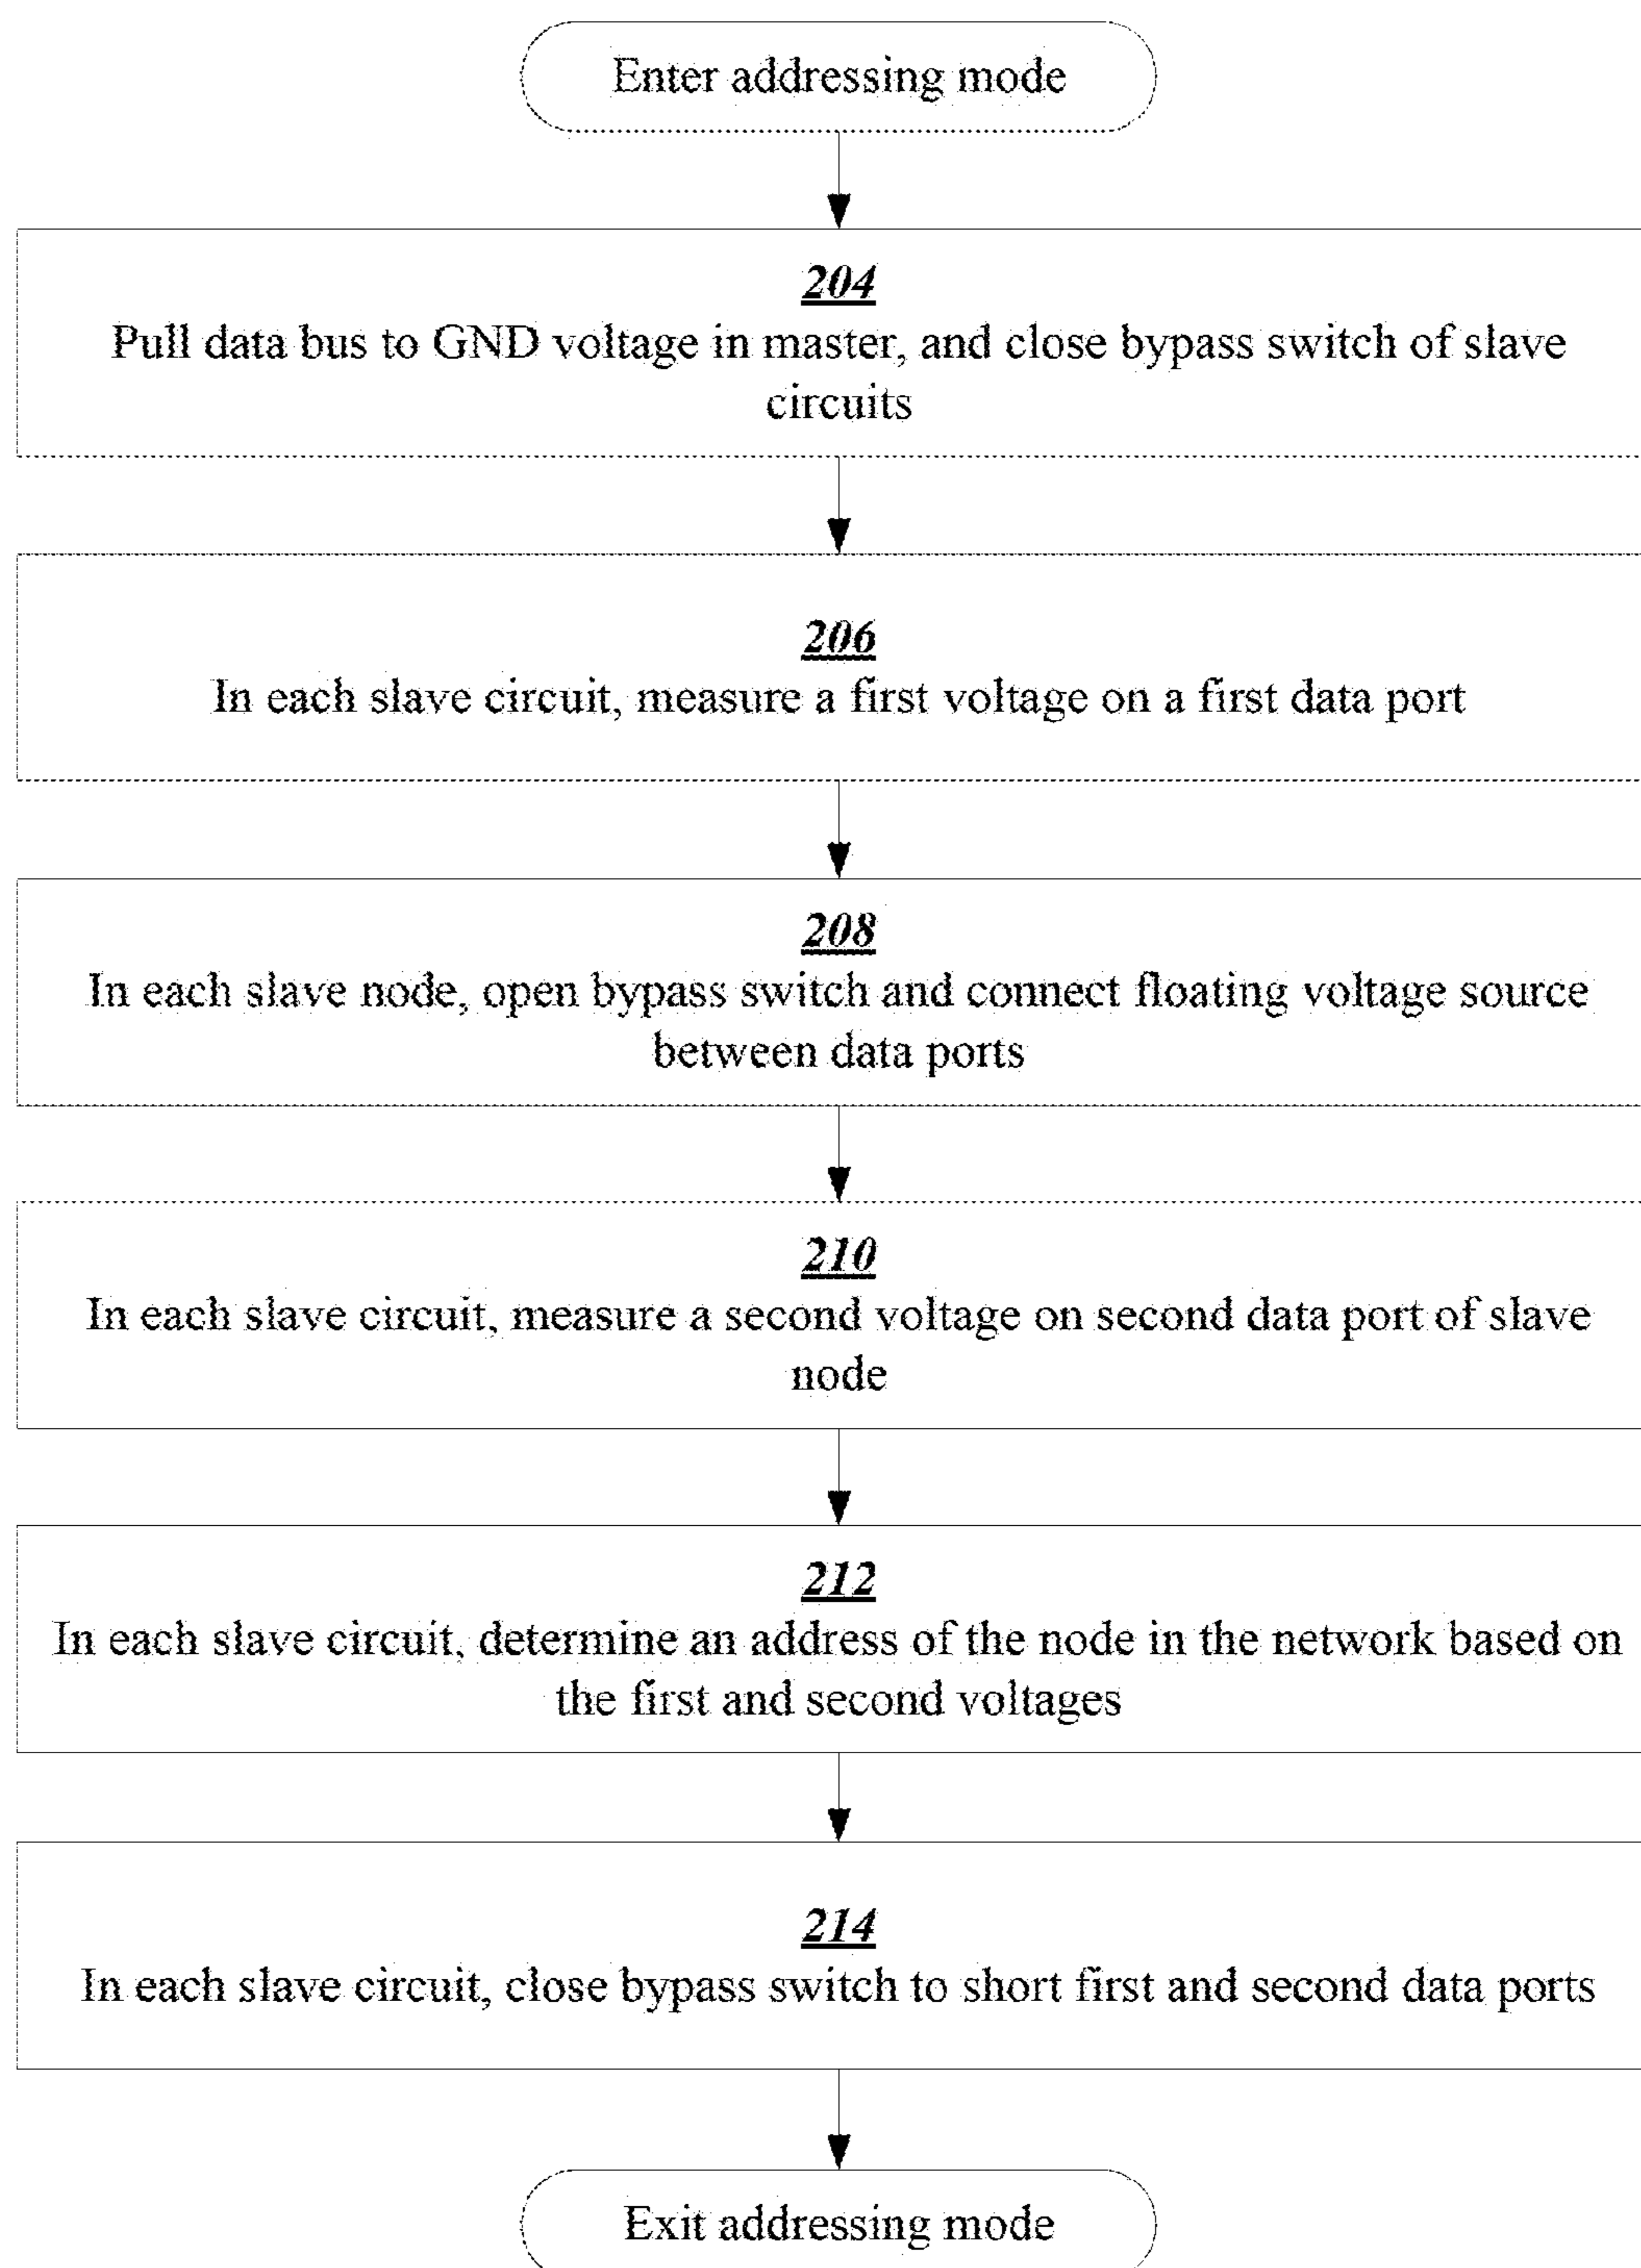 Enter addressing mode
204
Pull data bus to GND voltage in master, and close bypass switch of slave
circuits
206
In each slave circuit, measure a first voltage on a first data port
208
In each slave node, open bypass switch and connect floating voltage source
between data ports
210
In each slave circuit, measure a second voltage on second data port of slave
node
212
In each slave circuit, determine an address of the node in the network based on
the first and second voltages
214
In each slave circuit, close bypass switch to short first and second data ports
Exit addressing mode